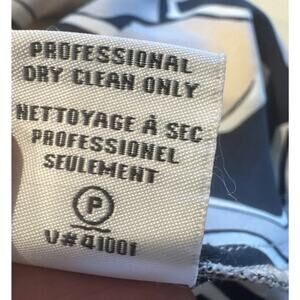 PROFESSIONAL
DRY CLEAN ONLY
NETTOYAGE À SEC
PROFESSIONEL
SEULEMENT
P
V#41001